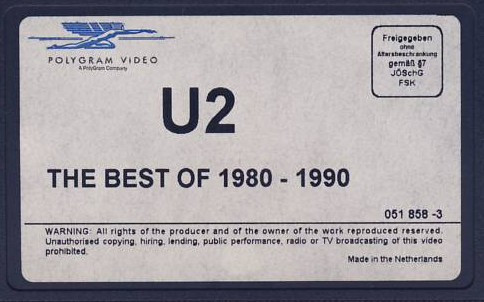 POLYGRAM VIDEO
A PolyGram Company
Freigegeben
ohne
Altersbeschränkung
gemäß §7
JÖSchG
FSK
U2
THE BEST OF 1980 - 1990
051 858 -3
WARNING: All rights of the producer and of the owner of the work reproduced reserved.
Unauthorised copying, hiring, lending, public performance, radio or TV broadcasting of this video
prohibited.
Made in the Netherlands